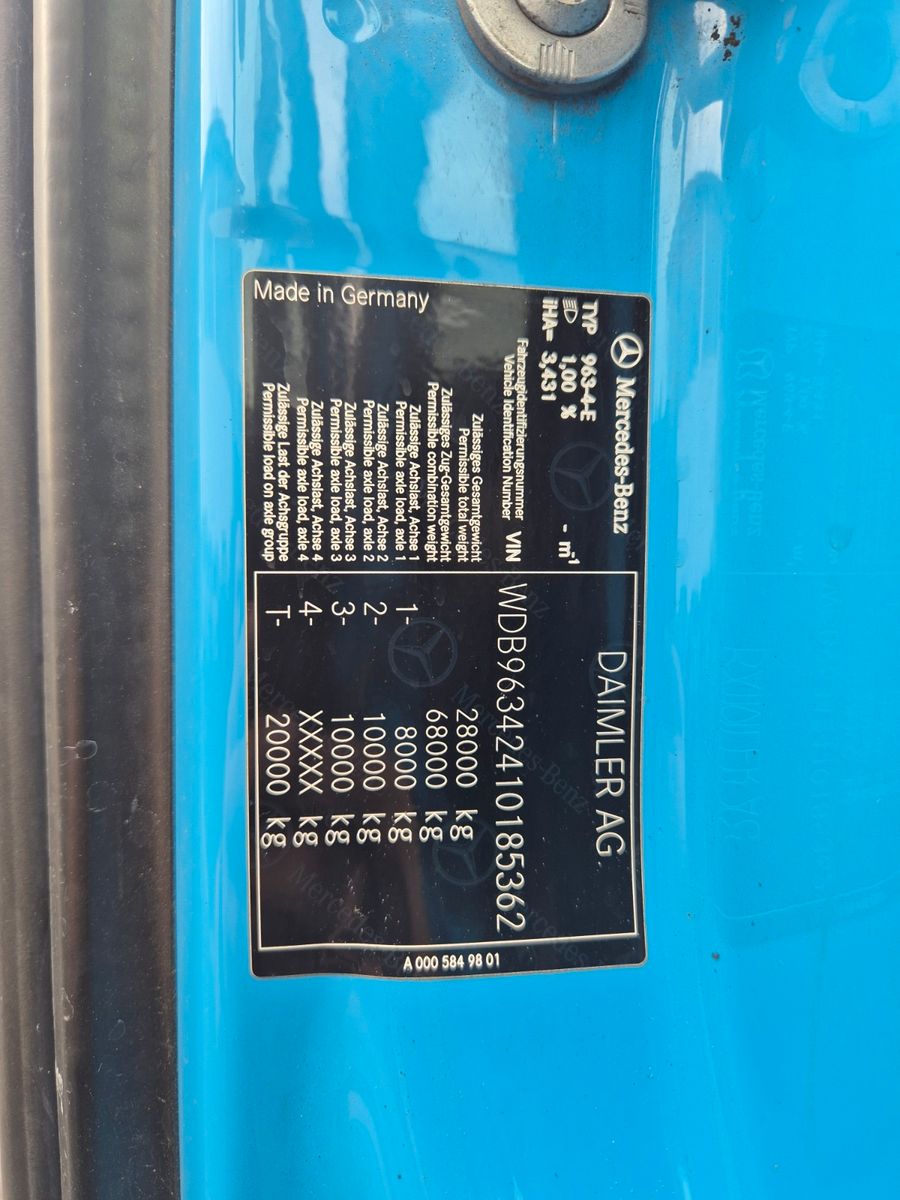 Mercedes-Benz
DAIMLER AG
TYP 963-4-E
1,00 % - m-1
iHA= 3,431
Fahrzeugidentifizierungsnummer
Vehicle Identification Number VIN WDB96342410185362
Zulässiges Gesamtgewicht
Permissible total weight 28000 kg
Zulässiges Zug-Gesamtgewicht
Permissible combination weight 68000 kg
Zulässige Achslast, Achse 1
Permissible axle load, axle 1 1- 8000 kg
Zulässige Achslast, Achse 2
Permissible axle load, axle 2 2- 10000 kg
Zulässige Achslast, Achse 3
Permissible axle load, axle 3 3- 10000 kg
Zulässige Achslast, Achse 4
Permissible axle load, axle 4 4- XXXXX kg
Zulässige Last der Achsgruppe
Permissible load on axle group T- 20000 kg
Made in Germany
A 000 584 98 01